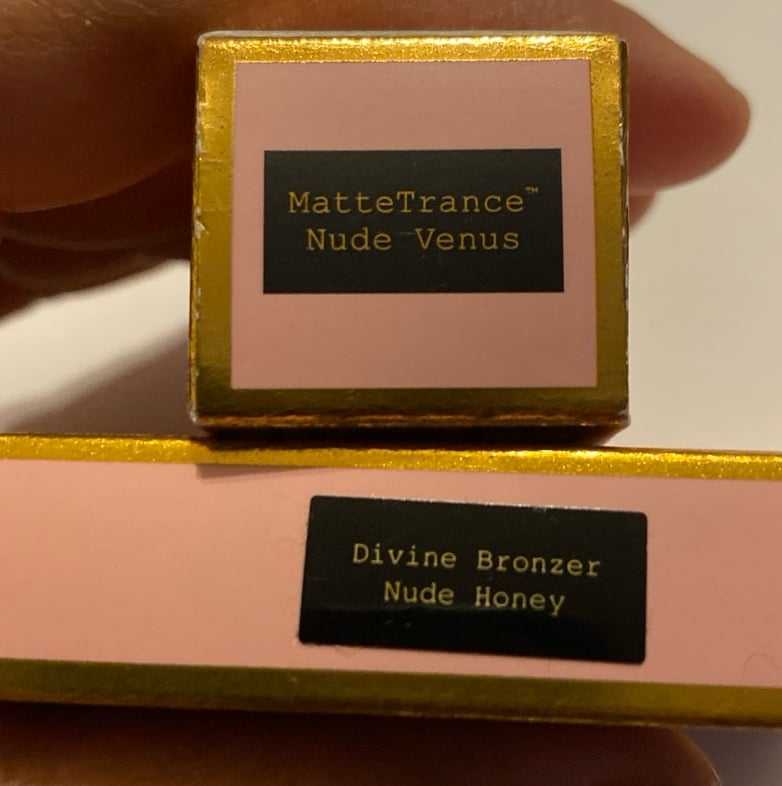 MatteTrance™
Nude Venus
Divine Bronzer
Nude Honey